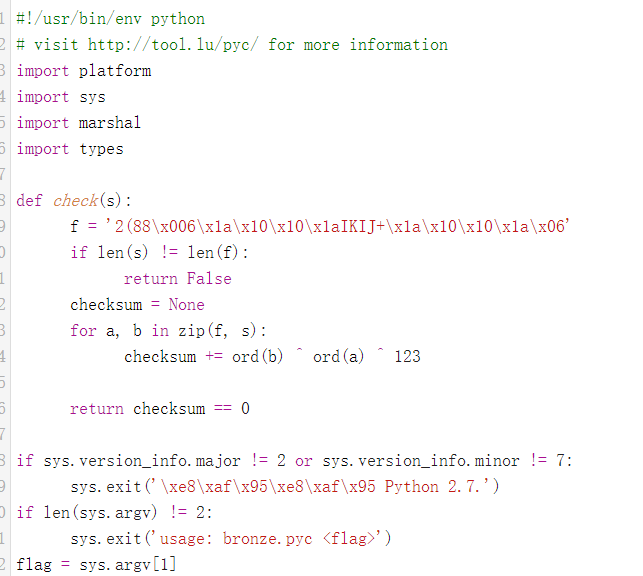 1 #!/usr/bin/env python
2 # visit http://tool.lu/pyc/ for more information
3 import platform
4 import sys
5 import marshal
6 import types
7
8 def check(s):
9 f = '2(88\x006\x1a\x10\x10\x1aIKIJ+\x1a\x10\x10\x1a\x06'
0 if len(s) != len(f):
1 return False
2 checksum = None
3 for a, b in zip(f, s):
4 checksum += ord(b) ^ ord(a) ^ 123
5
6 return checksum == 0
7
8 if sys.version_info.major != 2 or sys.version_info.minor != 7:
9 sys.exit('\xe8\xaf\x95\xe8\xaf\x95 Python 2.7.')
0 if len(sys.argv) != 2:
1 sys.exit('usage: bronze.pyc <flag>')
2 flag = sys.argv[1]